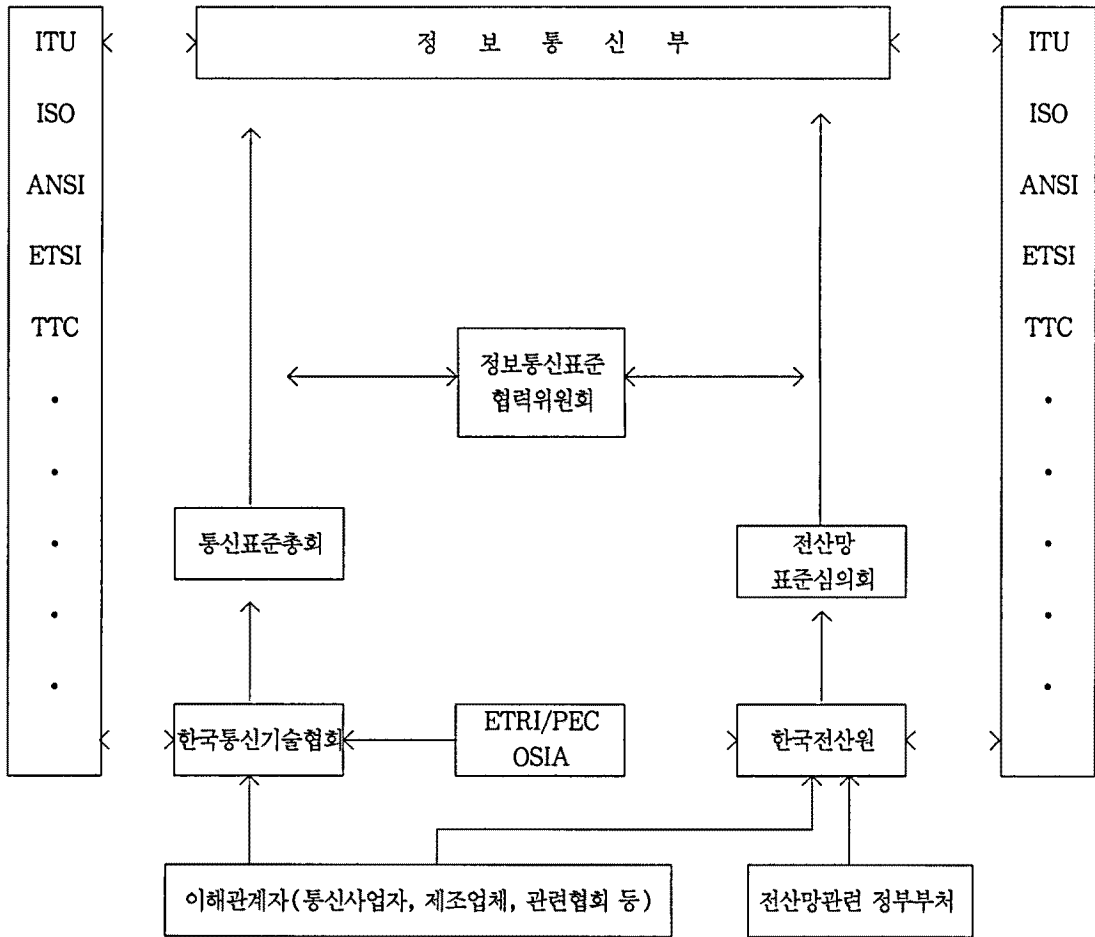 ITU
ISO
ANSI
ETSI
TTC
정 보 통 신 부
ITU
ISO
ANSI
ETSI
TTC
정보통신표준
협력위원회
통신표준총회
전산망
표준심의회
한국통신기술협회
ETRI/PEC
OSIA
한국전산원
이해관계자(통신사업자, 제조업체, 관련협회 등)
전산망관련 정부부처